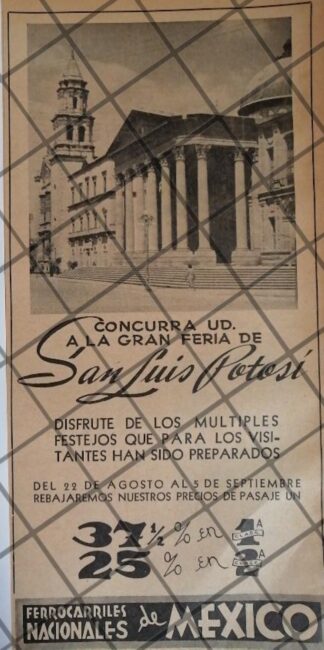 CONCURRA UD.
A LA GRAN FERIA DE
San Luis Potosí
DISFRUTE DE LOS MULTIPLES
FESTEJOS QUE PARA LOS VISI-
TANTES HAN SIDO PREPARADOS
DEL 22 DE AGOSTO AL 5 DE SEPTIEMBRE
REBAJAREMOS NUESTROS PRECIOS DE PASAJE UN
37 1/2 % en 1A CLASE
25 % en 2A CLASE
FERROCARRILES
NACIONALES de MEXICO